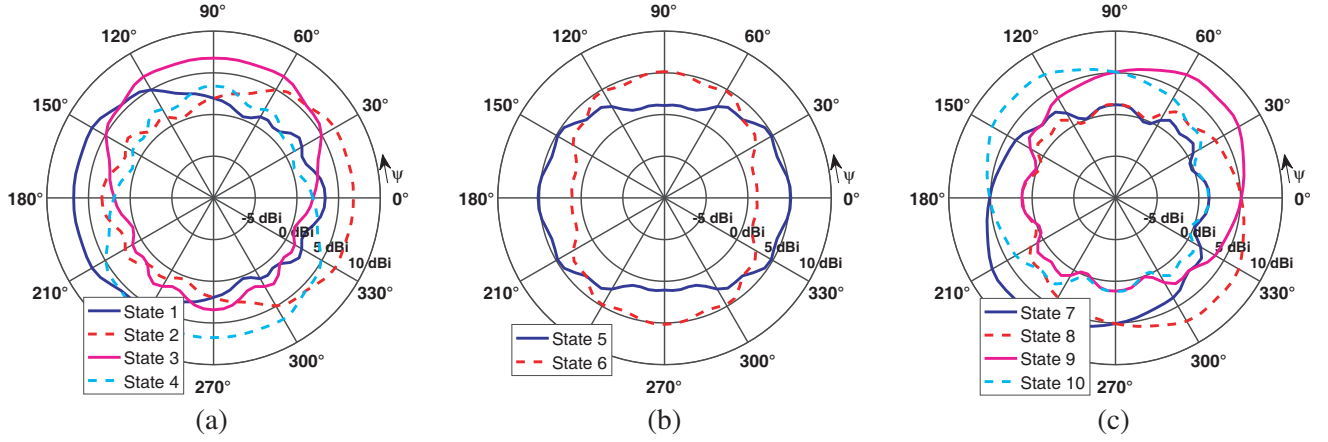 90°
120°
60°
150°
30°
180°
0°
ψ
-5 dBi
0 dBi
5 dBi
10 dBi
210°
330°
300°
270°
State 1
State 2
State 3
State 4
(a)
90°
120°
60°
150°
30°
180°
0°
ψ
-5 dBi
0 dBi
5 dBi
10 dBi
210°
330°
300°
270°
State 5
State 6
(b)
90°
120°
60°
150°
30°
180°
0°
ψ
-5 dBi
0 dBi
5 dBi
10 dBi
210°
330°
300°
270°
State 7
State 8
State 9
State 10
(c)